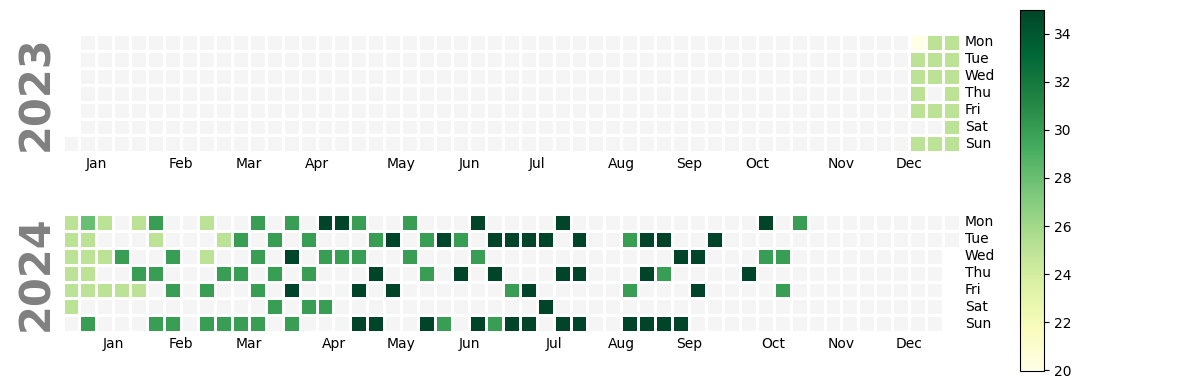 2023
Mon
Tue
Wed
Thu
Fri
Sat
Sun
Jan Feb Mar Apr May Jun Jul Aug Sep Oct Nov Dec
2024
Mon
Tue
Wed
Thu
Fri
Sat
Sun
Jan Feb Mar Apr May Jun Jul Aug Sep Oct Nov Dec
34
32
30
28
26
24
22
20